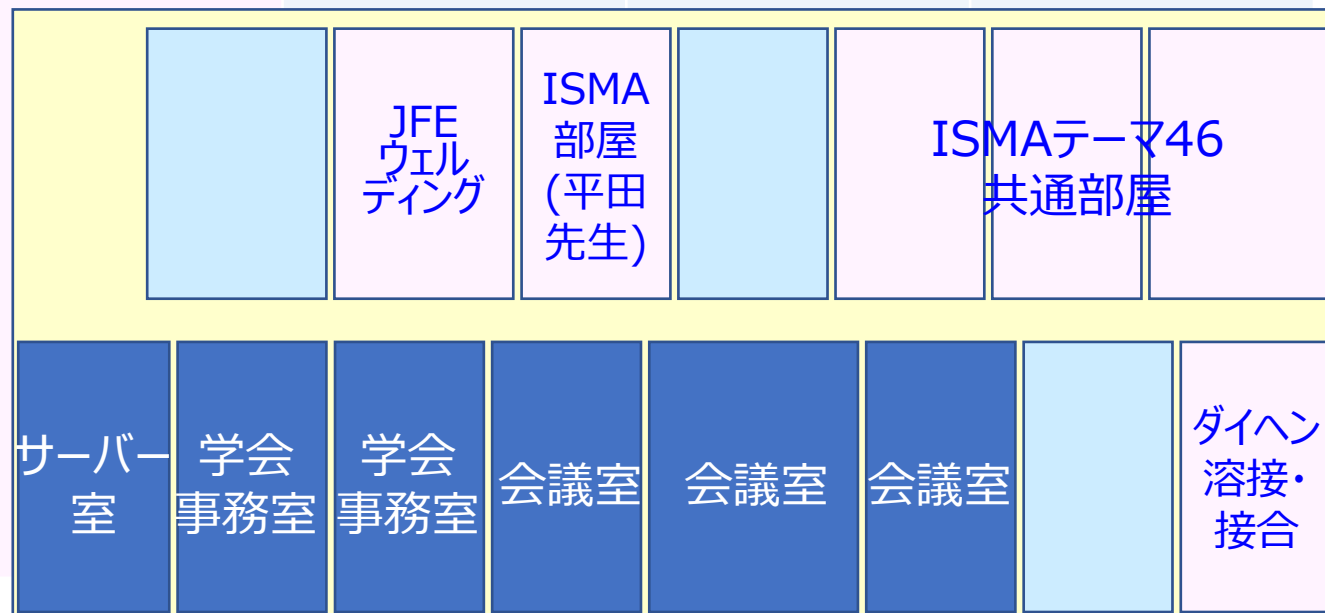 JFE
ウェル
ディング
ISMA
部屋
(平田
先生)
ISMAテーマ46
共通部屋
サーバー
室
学会
事務室
学会
事務室
会議室
会議室
会議室
ダイヘン
溶接・
接合